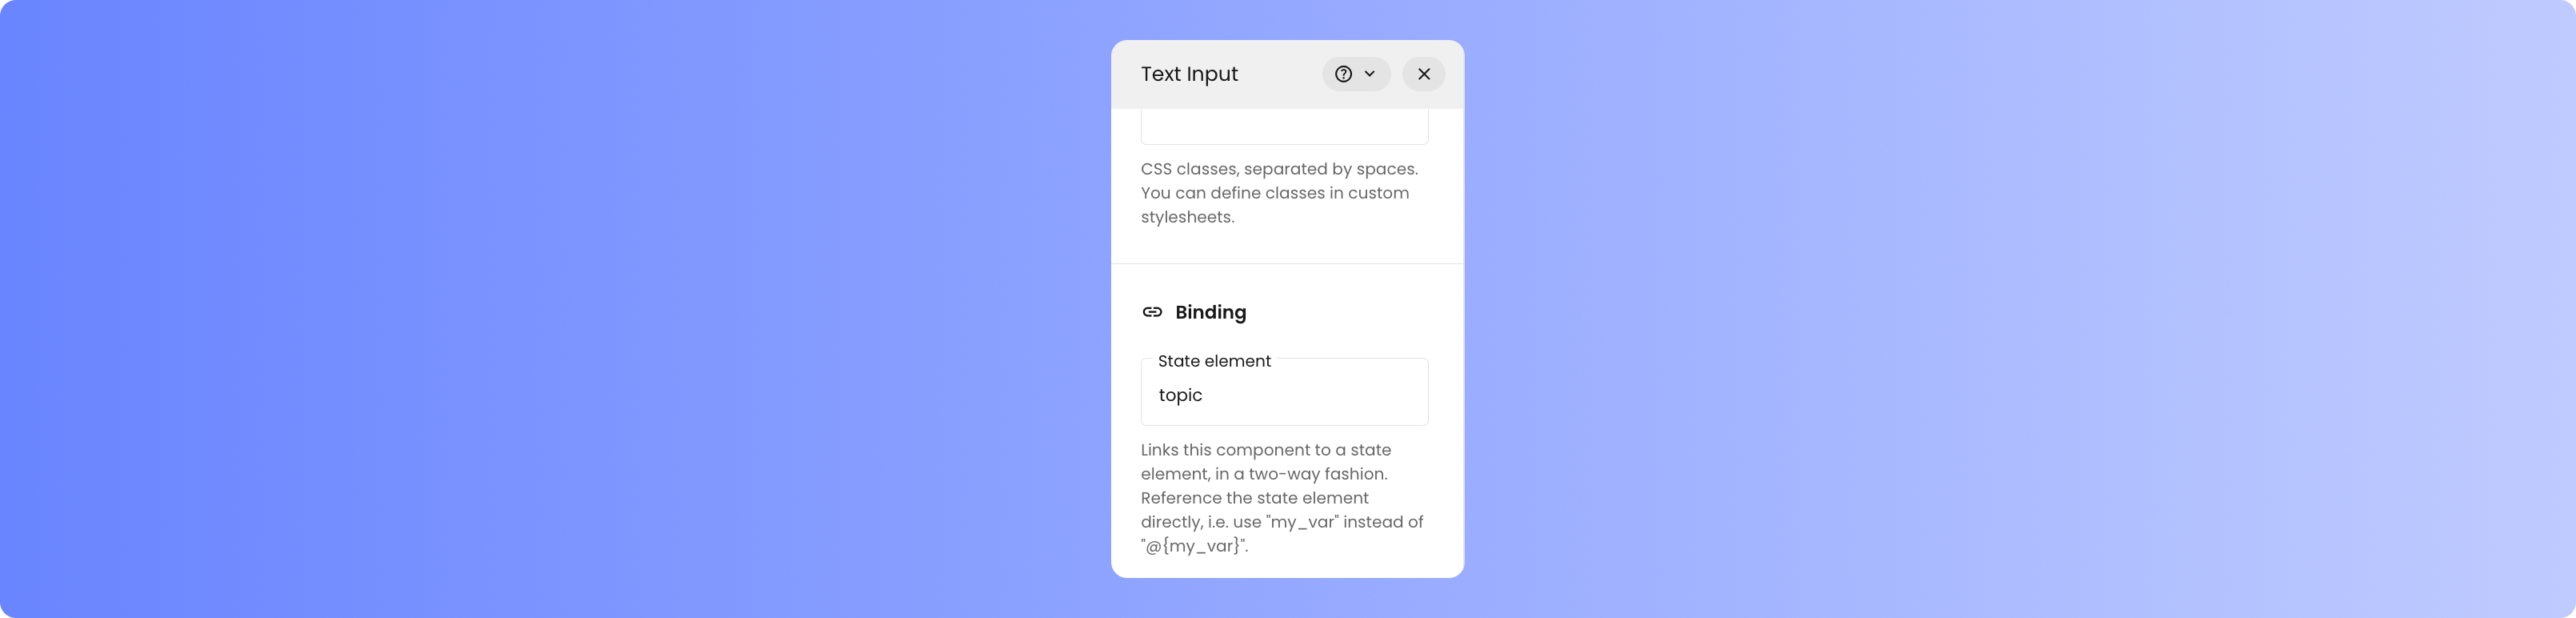 Text Input
CSS classes, separated by spaces.
You can define classes in custom
stylesheets.
Binding
State element
topic
Links this component to a state
element, in a two-way fashion.
Reference the state element
directly, i.e. use "my_var" instead of
"@{my_var}".